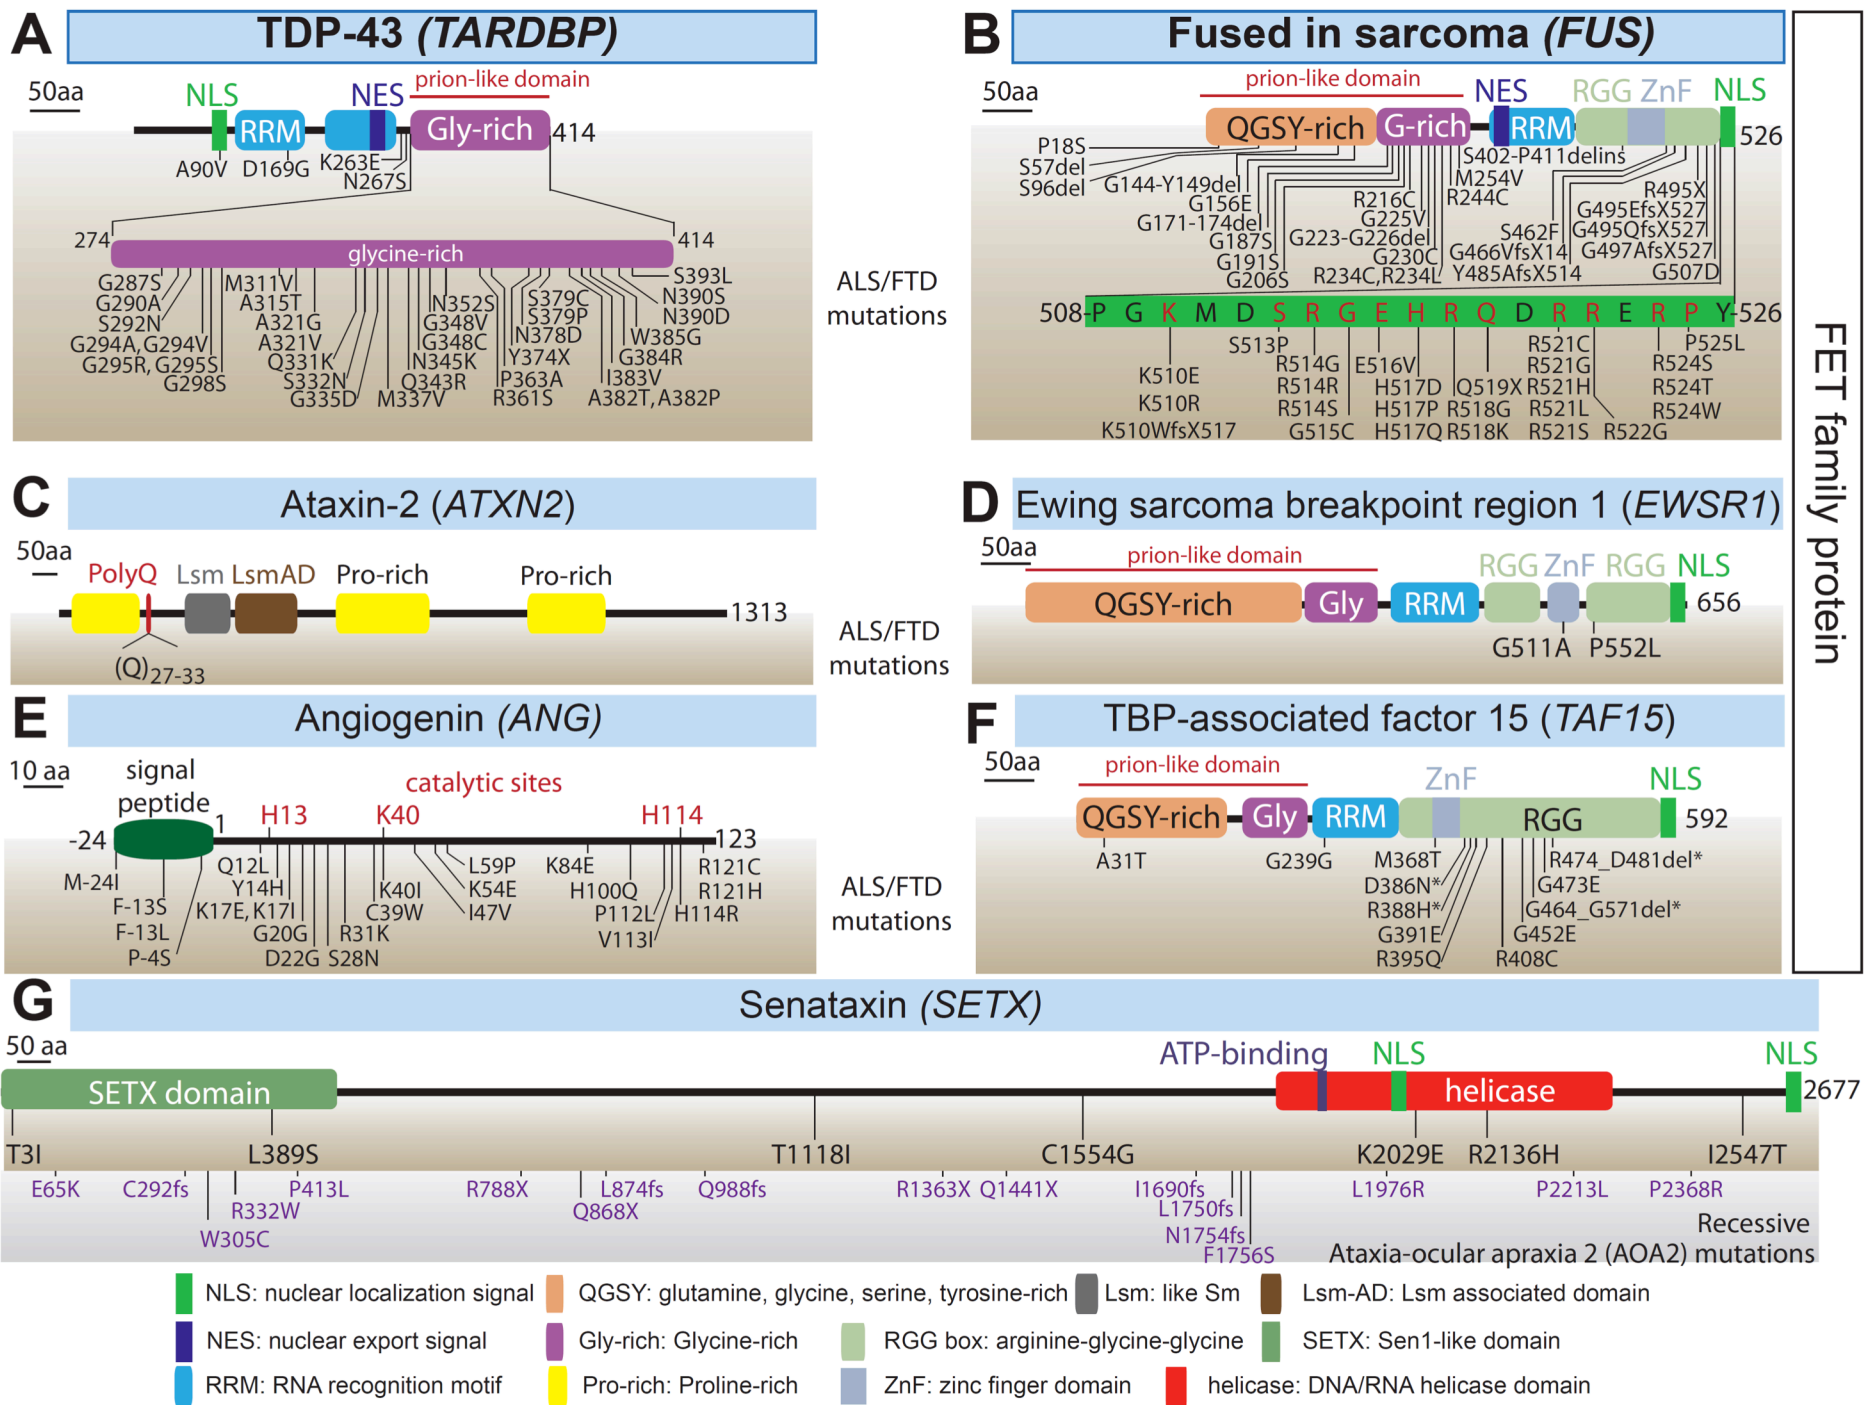 A
TDP-43 (TARDBP)
50aa
NLS
NES
prion-like domain
RRM
Gly-rich
414
A90V
D169G
K263E
N267S
274
glycine-rich
414
G287S
G290A
S292N
G294A, G294V
G295R, G295S
G298S
M311V
A315T
A321G
A321V
Q331K
S332N
G335D
M337V
N352S
G348V
G348C
N345K
Q343R
S379C
S379P
N378D
Y374X
P363A
R361S
S393L
N390S
N390D
W385G
G384R
I383V
A382T, A382P
ALS/FTD
mutations
B
Fused in sarcoma (FUS)
50aa
prion-like domain
NES
RGG
ZnF
NLS
QGSY-rich
G-rich
RRM
526
P18S
S57del
S96del
G144-Y149del
G156E
G171-174del
G187S
G191S
G206S
R216C
G225V
G223-G226del
G230C
R234C,R234L
S402-P411delins
M254V
R244C
S462F
G466VfsX14
Y485AfsX514
R495X
G495EfsX527
G495QfsX527
G497AfsX527
G507D
508-P G K M D S R G E H R Q D R R E R P Y-526
K510E
K510R
K510WfsX517
S513P
R514G
R514R
R514S
G515C
E516V
H517D
H517P
H517Q
Q519X
R518G
R518K
R521C
R521G
R521H
R521L
R521S
R522G
P525L
R524S
R524T
R524W
FET family protein
C
Ataxin-2 (ATXN2)
50aa
PolyQ
Lsm
LsmAD
Pro-rich
Pro-rich
1313
(Q)27-33
ALS/FTD
mutations
D
Ewing sarcoma breakpoint region 1 (EWSR1)
50aa
prion-like domain
RGG
ZnF
RGG
NLS
QGSY-rich
Gly
RRM
656
G511A
P552L
E
Angiogenin (ANG)
10 aa
signal
peptide
catalytic sites
H13
K40
H114
-24
1
123
M-24I
F-13S
F-13L
P-4S
Q12L
Y14H
K17E, K17I
G20G
D22G
S28N
R31K
C39W
K40I
L59P
K54E
I47V
K84E
H100Q
P112L
V113I
H114R
R121C
R121H
ALS/FTD
mutations
F
TBP-associated factor 15 (TAF15)
50aa
prion-like domain
ZnF
NLS
QGSY-rich
Gly
RRM
RGG
592
A31T
G239G
M368T
D386N*
R388H*
G391E
R395Q
R408C
R474_D481del*
G473E
G464_G571del*
G452E
G
Senataxin (SETX)
50 aa
ATP-binding
NLS
NLS
SETX domain
helicase
2677
T3I
L389S
T1118I
C1554G
K2029E
R2136H
I2547T
E65K
C292fs
W305C
R332W
P413L
R788X
Q868X
L874fs
Q988fs
R1363X
Q1441X
I1690fs
L1750fs
N1754fs
F1756S
L1976R
P2213L
P2368R
Recessive
Ataxia-ocular apraxia 2 (AOA2) mutations
NLS: nuclear localization signal
QGSY: glutamine, glycine, serine, tyrosine-rich
Lsm: like Sm
Lsm-AD: Lsm associated domain
NES: nuclear export signal
Gly-rich: Glycine-rich
RGG box: arginine-glycine-glycine
SETX: Sen1-like domain
RRM: RNA recognition motif
Pro-rich: Proline-rich
ZnF: zinc finger domain
helicase: DNA/RNA helicase domain